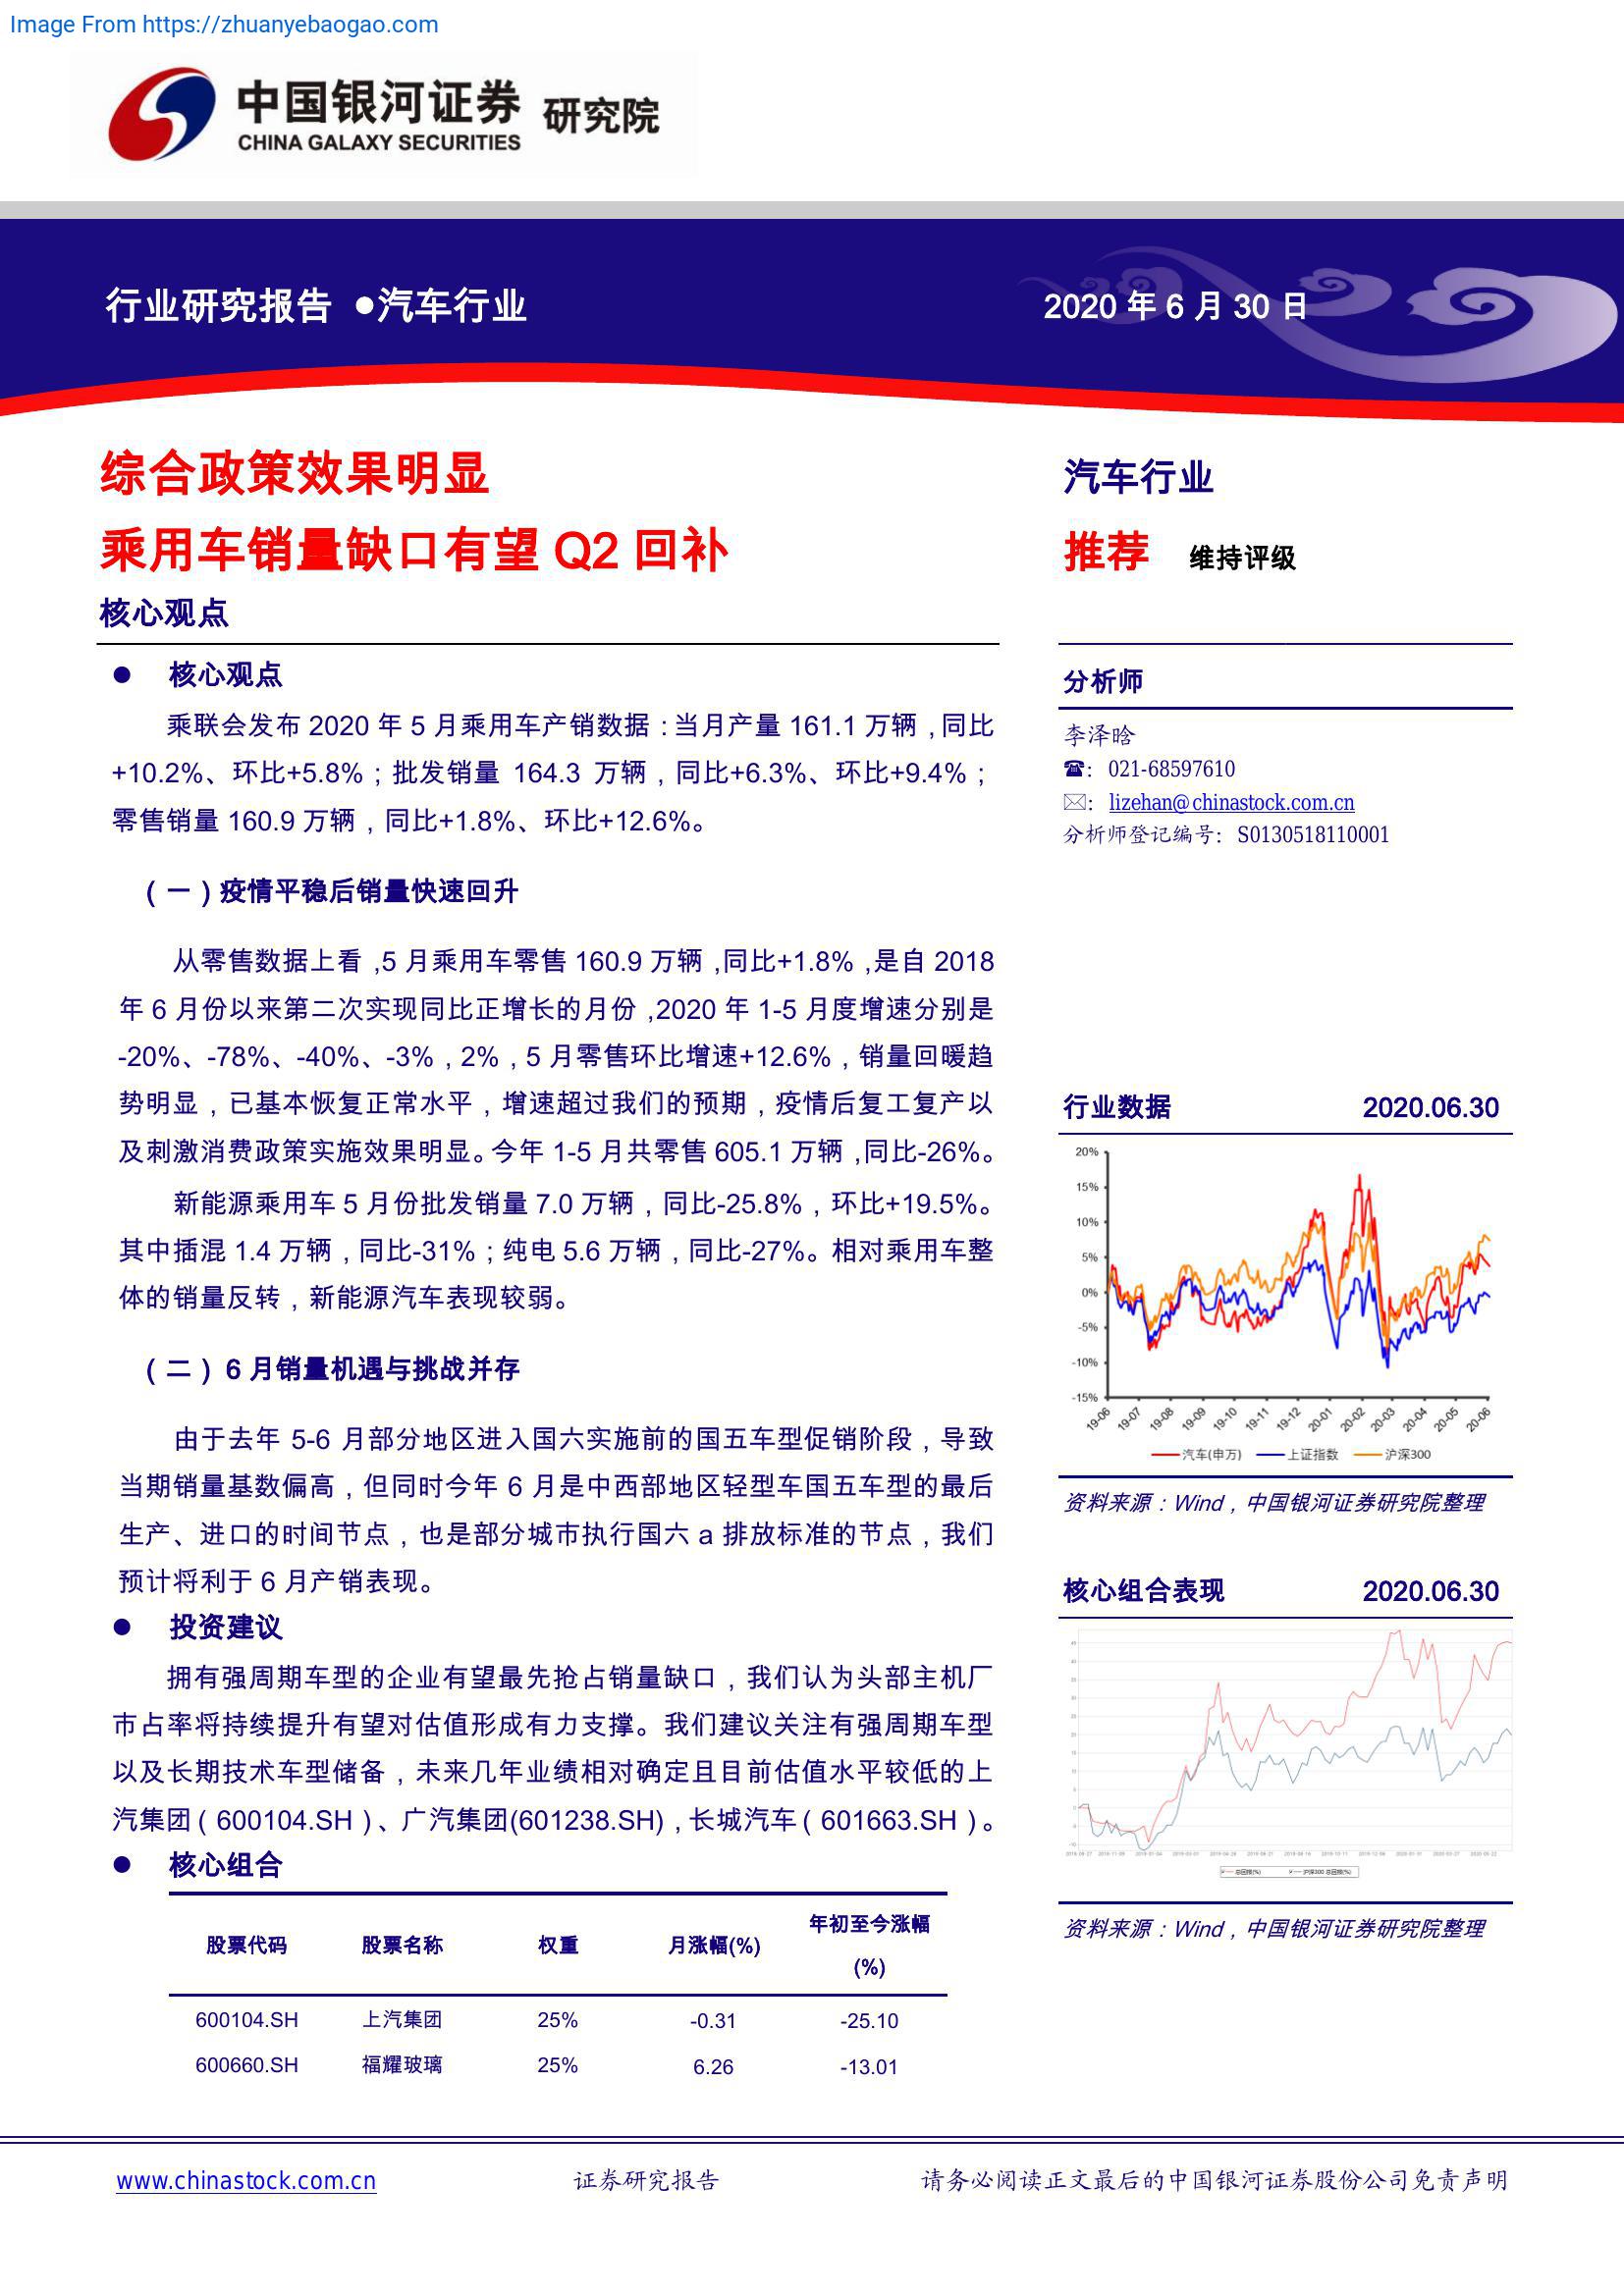 Image From https://zhuanyebaogao.com
中国银河证券 研究院
CHINA GALAXY SECURITIES
行业研究报告 ●汽车行业
2020 年 6 月 30 日
综合政策效果明显
乘用车销量缺口有望 Q2 回补
核心观点
● 核心观点
乘联会发布 2020 年 5 月乘用车产销数据：当月产量 161.1 万辆，同比
+10.2%、环比+5.8%；批发销量 164.3 万辆，同比+6.3%、环比+9.4%；
零售销量 160.9 万辆，同比+1.8%、环比+12.6%。
（一）疫情平稳后销量快速回升
从零售数据上看，5 月乘用车零售 160.9 万辆，同比+1.8%，是自 2018
年 6 月份以来第二次实现同比正增长的月份，2020 年 1-5 月度增速分别是
-20%、-78%、-40%、-3%，2%，5 月零售环比增速+12.6%，销量回暖趋
势明显，已基本恢复正常水平，增速超过我们的预期，疫情后复工复产以
及刺激消费政策实施效果明显。今年 1-5 月共零售 605.1 万辆，同比-26%。
新能源乘用车 5 月份批发销量 7.0 万辆，同比-25.8%，环比+19.5%。
其中插混 1.4 万辆，同比-31%；纯电 5.6 万辆，同比-27%。相对乘用车整
体的销量反转，新能源汽车表现较弱。
（二）6 月销量机遇与挑战并存
由于去年 5-6 月部分地区进入国六实施前的国五车型促销阶段，导致
当期销量基数偏高，但同时今年 6 月是中西部地区轻型车国五车型的最后
生产、进口的时间节点，也是部分城市执行国六 a 排放标准的节点，我们
预计将利于 6 月产销表现。
● 投资建议
拥有强周期车型的企业有望最先抢占销量缺口，我们认为头部主机厂
市占率将持续提升有望对估值形成有力支撑。我们建议关注有强周期车型
以及长期技术车型储备，未来几年业绩相对确定且目前估值水平较低的上
汽集团（600104.SH）、广汽集团(601238.SH)，长城汽车（601663.SH）。
● 核心组合
股票代码 股票名称 权重 月涨幅(%) 年初至今涨幅
(%)
600104.SH 上汽集团 25% -0.31 -25.10
600660.SH 福耀玻璃 25% 6.26 -13.01
汽车行业
推荐 维持评级
分析师
李泽晗
☎：021-68597610
✉：lizehan@chinastock.com.cn
分析师登记编号：S0130518110001
行业数据 2020.06.30
20%
15%
10%
5%
0%
-5%
-10%
-15%
19-06 19-07 19-08 19-09 19-10 19-11 19-12 20-01 20-02 20-03 20-04 20-05 20-06
汽车(申万) 上证指数 沪深300
资料来源：Wind，中国银河证券研究院整理
核心组合表现 2020.06.30
资料来源：Wind，中国银河证券研究院整理
www.chinastock.com.cn 证券研究报告 请务必阅读正文最后的中国银河证券股份公司免责声明